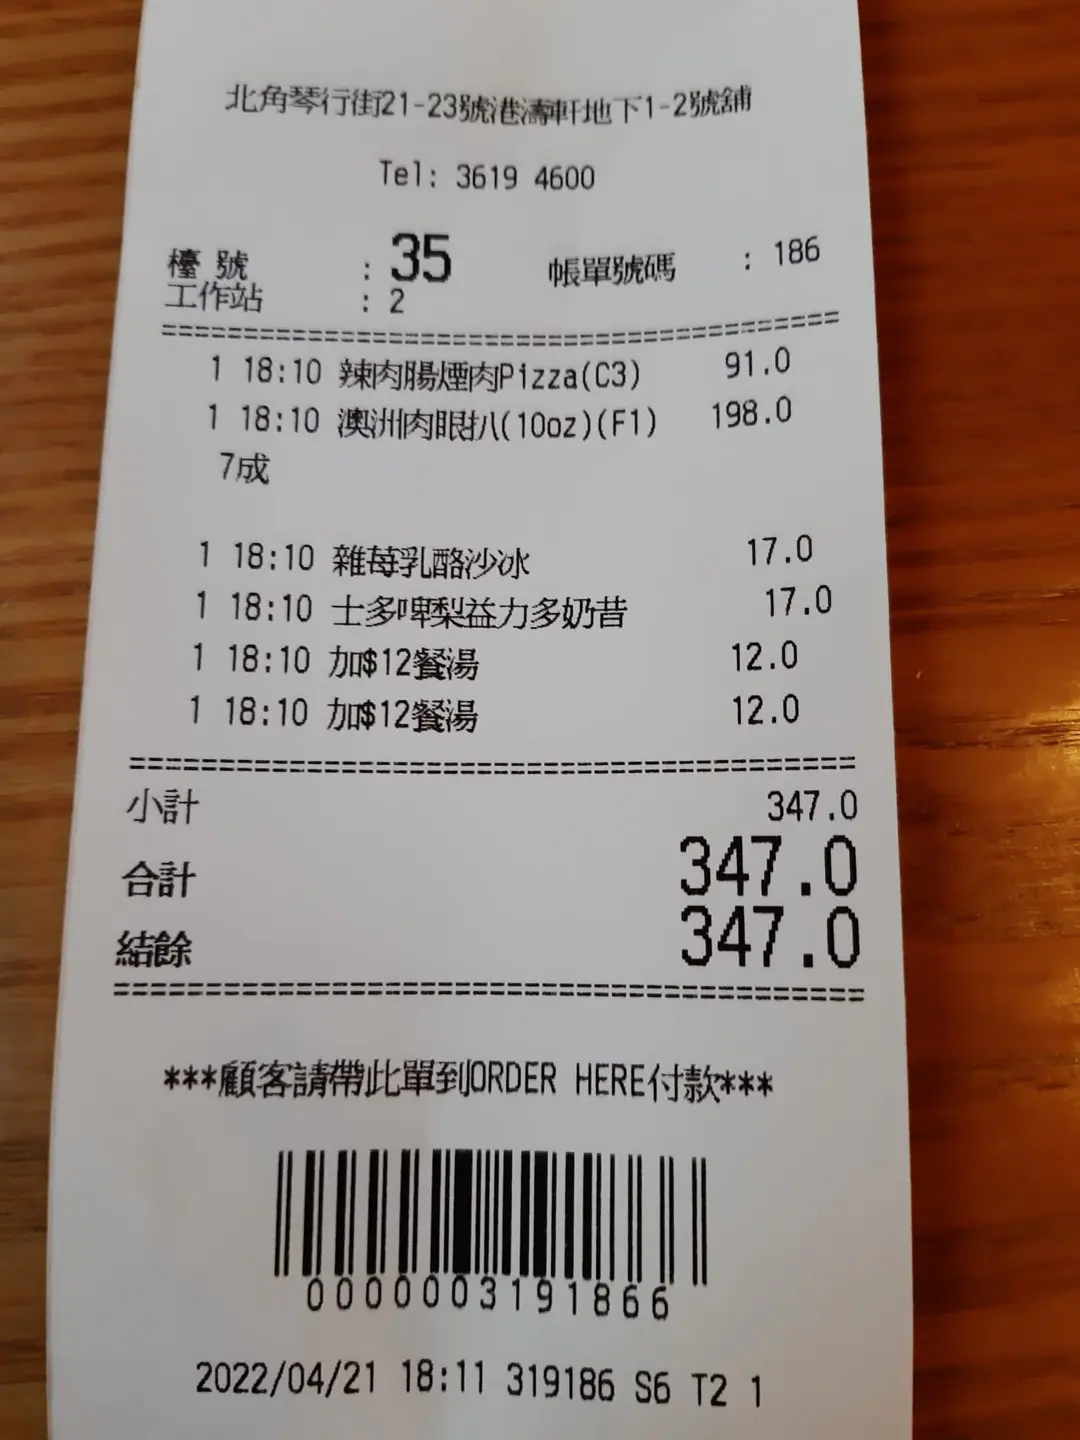 北角琴行街21-23號港濤軒地下1-2號舖
Tel: 3619 4600
檯 號 : 35 帳單號碼 : 186
工作站 : 2
======================================
1 18:10 辣肉腸煙肉Pizza(C3) 91.0
1 18:10 澳洲肉眼扒(10oz)(F1) 198.0
7成
1 18:10 雜莓乳酪沙冰 17.0
1 18:10 士多啤梨益力多奶昔 17.0
1 18:10 加$12餐湯 12.0
1 18:10 加$12餐湯 12.0
======================================
小計 347.0
合計 347.0
結餘 347.0
======================================
***顧客請帶此單到ORDER HERE付款***
0000003191866
2022/04/21 18:11 319186 S6 T2 1